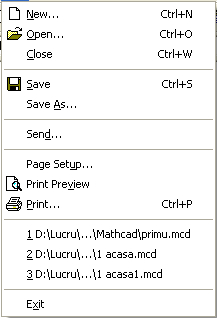 New... Ctrl+N
Open... Ctrl+O
Close Ctrl+W
Save Ctrl+S
Save As...
Send...
Page Setup...
Print Preview
Print... Ctrl+P
1 D:\Lucru\...\Mathcad\primu.mcd
2 D:\Lucru\...\1 acasa.mcd
3 D:\Lucru\...\1 acasa1.mcd
Exit